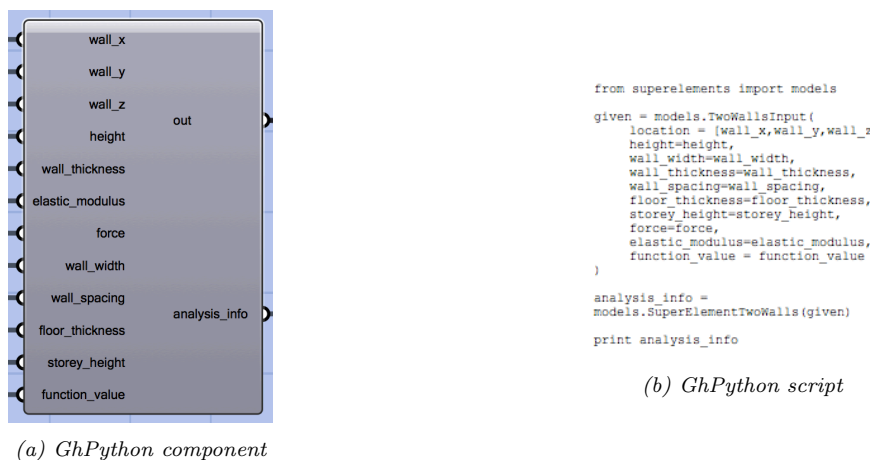 wall_x
wall_y
wall_z
height
wall_thickness
elastic_modulus
force
wall_width
wall_spacing
floor_thickness
storey_height
function_value
out
analysis_info
(a) GhPython component
from superelements import models
given = models.TwoWallsInput(
location = [wall_x,wall_y,wall_z
height=height,
wall_width=wall_width,
wall_thickness=wall_thickness,
wall_spacing=wall_spacing,
floor_thickness=floor_thickness,
storey_height=storey_height,
force=force,
elastic_modulus=elastic_modulus,
function_value = function_value
)
analysis_info =
models.SuperElementTwoWalls(given)
print analysis_info
(b) GhPython script